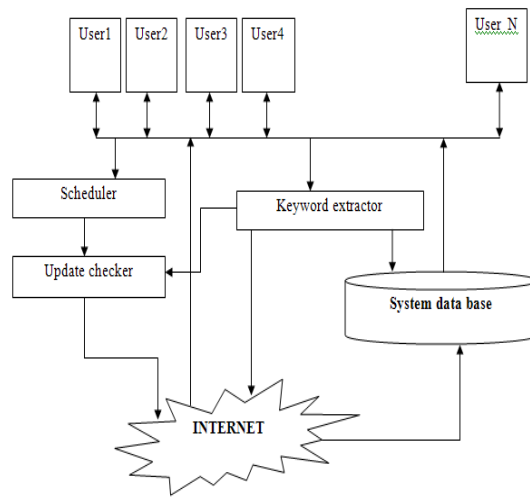 User1
User2
User3
User4
User N
Scheduler
Keyword extractor
Update checker
System data base
INTERNET